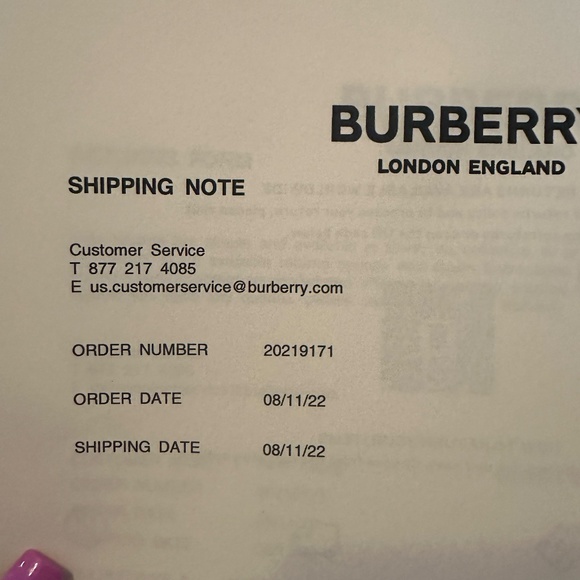 BURBERRY
LONDON ENGLAND
SHIPPING NOTE
Customer Service
T 877 217 4085
E us.customerservice@burberry.com
ORDER NUMBER 20219171
ORDER DATE 08/11/22
SHIPPING DATE 08/11/22